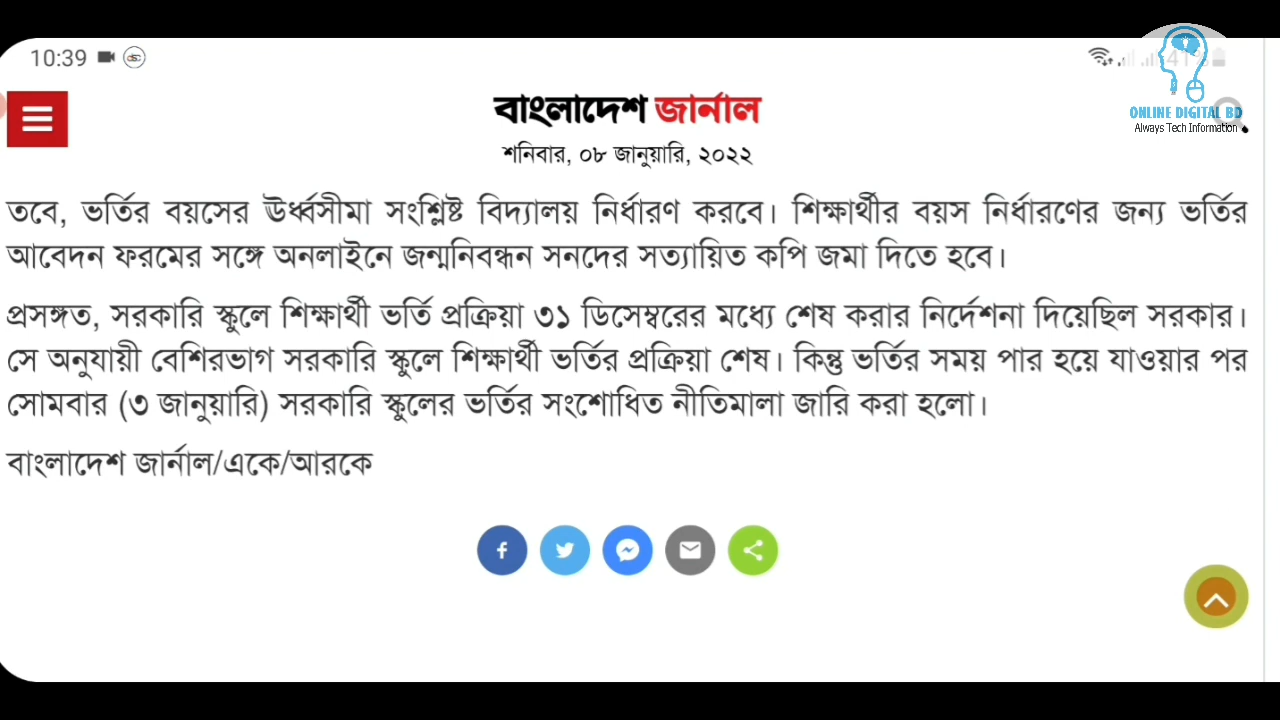 10:39
41%
ONLINE DIGITAL BD
Always Tech Information
বাংলাদেশ জার্নাল
শনিবার, ০৮ জানুয়ারি, ২০২২
তবে, ভর্তির বয়সের ঊর্ধ্বসীমা সংশ্লিষ্ট বিদ্যালয় নির্ধারণ করবে। শিক্ষার্থীর বয়স নির্ধারণের জন্য ভর্তির
আবেদন ফরমের সঙ্গে অনলাইনে জন্মনিবন্ধন সনদের সত্যায়িত কপি জমা দিতে হবে।
প্রসঙ্গত, সরকারি স্কুলে শিক্ষার্থী ভর্তি প্রক্রিয়া ৩১ ডিসেম্বরের মধ্যে শেষ করার নির্দেশনা দিয়েছিল সরকার।
সে অনুযায়ী বেশিরভাগ সরকারি স্কুলে শিক্ষার্থী ভর্তির প্রক্রিয়া শেষ। কিন্তু ভর্তির সময় পার হয়ে যাওয়ার পর
সোমবার (৩ জানুয়ারি) সরকারি স্কুলের ভর্তির সংশোধিত নীতিমালা জারি করা হলো।
বাংলাদেশ জার্নাল/একে/আরকে